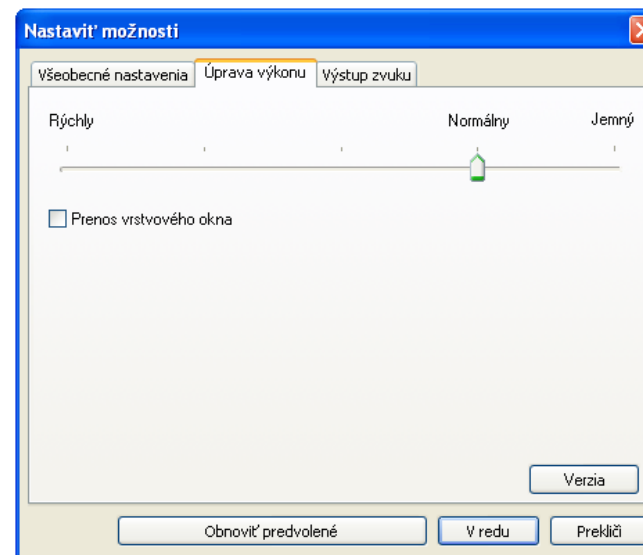 Nastaviť možnosti
Všeobecné nastavenia Úprava výkonu Výstup zvuku
Rýchly Normálny Jemný
Prenos vrstvového okna
Verzia
Obnoviť predvolené V redu Prekliči